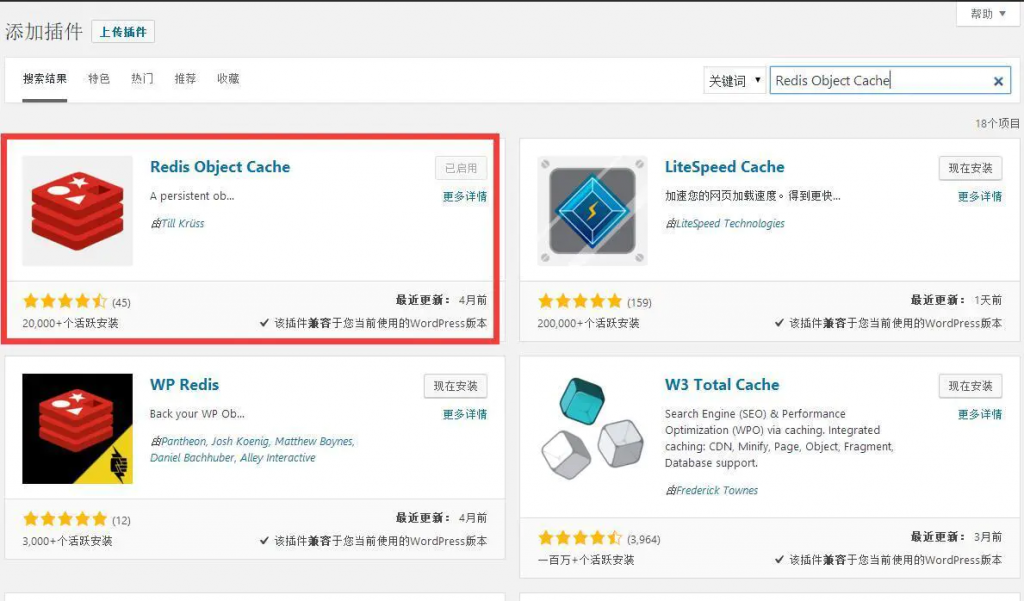 帮助 ▼
添加插件 上传插件
搜索结果 特色 热门 推荐 收藏 关键词 ▼ Redis Object Cache ×
18个项目
Redis Object Cache 已启用
A persistent ob... 更多详情
由Till Krüss
(45) 最近更新： 4月前
20,000+个活跃安装 ✔ 该插件兼容于您当前使用的WordPress版本
LiteSpeed Cache 现在安装
加速您的网页加载速度。得到更快... 更多详情
由LiteSpeed Technologies
(159) 最近更新： 1天前
200,000+个活跃安装 ✔ 该插件兼容于您当前使用的WordPress版本
WP Redis 现在安装
Back your WP Ob... 更多详情
由Pantheon, Josh Koenig, Matthew Boynes,
Daniel Bachhuber, Alley Interactive
(12) 最近更新： 4月前
3,000+个活跃安装 ✔ 该插件兼容于您当前使用的WordPress版本
W3 Total Cache 现在安装
Search Engine (SEO) & Performance 更多详情
Optimization (WPO) via caching. Integrated
caching: CDN, Minify, Page, Object, Fragment,
Database support.
由Frederick Townes
(3,964) 最近更新： 3月前
一百万+个活跃安装 ✔ 该插件兼容于您当前使用的WordPress版本